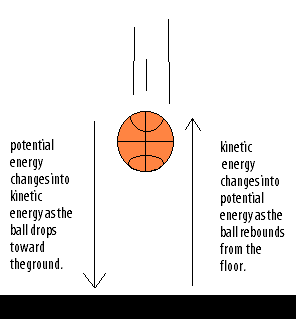 potential
energy
changes into
kinetic
energy as the
ball drops
toward
the ground.
kinetic
energy
changes into
potential
energy as the
ball rebounds
from the
floor.